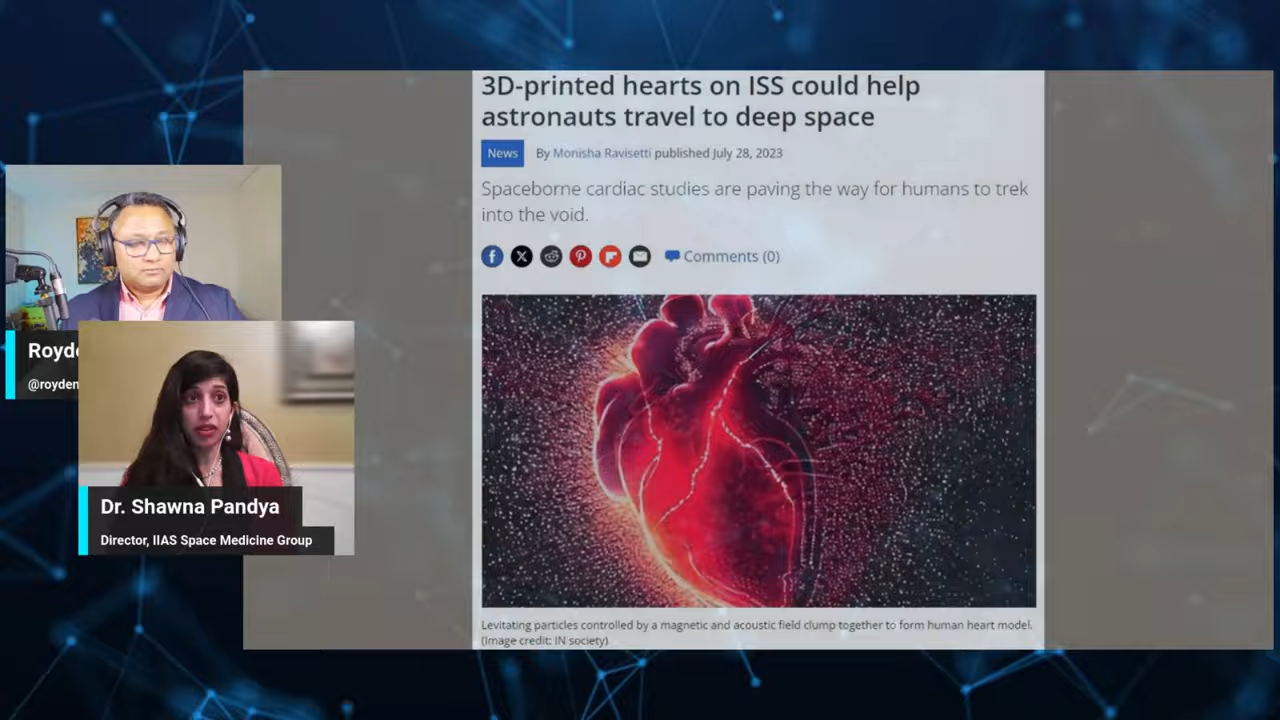 3D-printed hearts on ISS could help
astronauts travel to deep space
News By Monisha Ravisetti published July 28, 2023
Spaceborne cardiac studies are paving the way for humans to trek
into the void.
Comments (0)
Levitating particles controlled by a magnetic and acoustic field clump together to form human heart model.
(Image credit: IN society)
Dr. Shawna Pandya
Director, IIAS Space Medicine Group